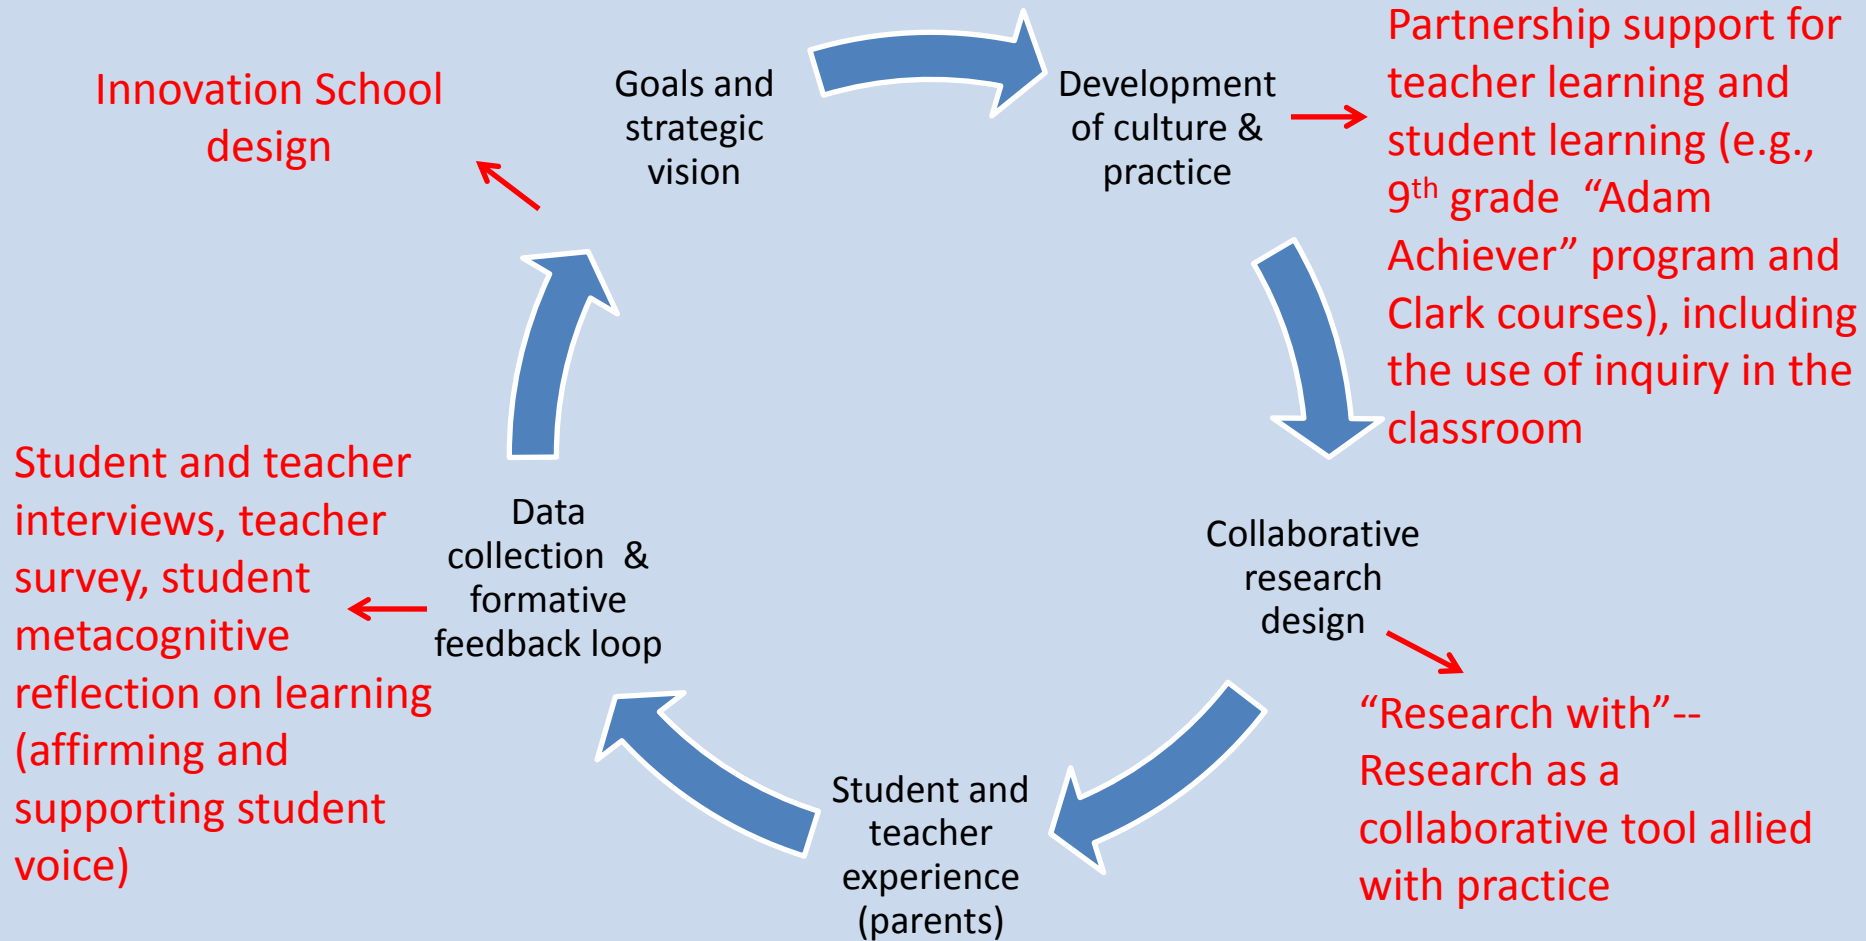 Innovation School
design
Goals and
strategic
vision
Development
of culture &
practice
Partnership support for
teacher learning and
student learning (e.g.,
9th grade “Adam
Achiever” program and
Clark courses), including
the use of inquiry in the
classroom
Collaborative
research
design
“Research with”--
Research as a
collaborative tool allied
with practice
Student and
teacher
experience
(parents)
Data
collection &
formative
feedback loop
Student and teacher
interviews, teacher
survey, student
metacognitive
reflection on learning
(affirming and
supporting student
voice)